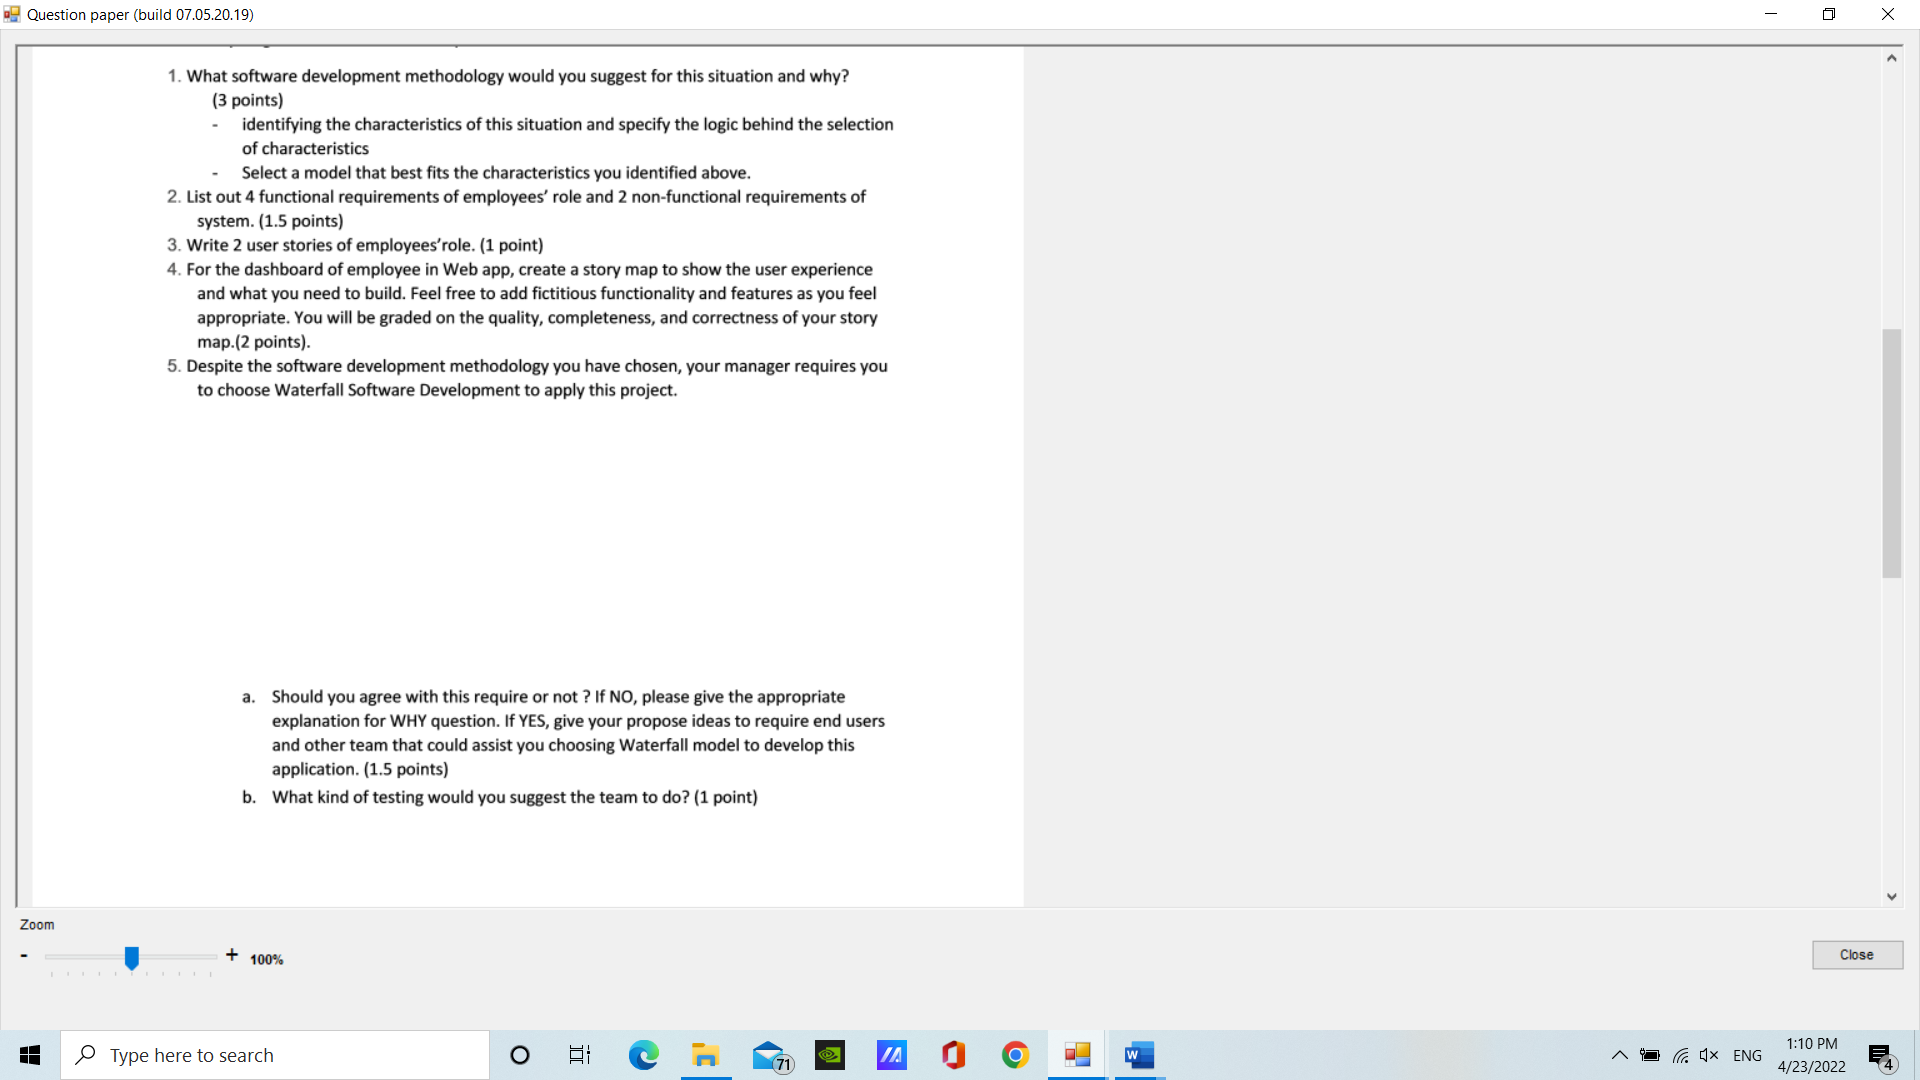 Question paper (build 07.05.20.19)
1. What software development methodology would you suggest for this situation and why?
(3 points)
- identifying the characteristics of this situation and specify the logic behind the selection
of characteristics
- Select a model that best fits the characteristics you identified above.
2. List out 4 functional requirements of employees' role and 2 non-functional requirements of
system. (1.5 points)
3. Write 2 user stories of employees'role. (1 point)
4. For the dashboard of employee in Web app, create a story map to show the user experience
and what you need to build. Feel free to add fictitious functionality and features as you feel
appropriate. You will be graded on the quality, completeness, and correctness of your story
map.(2 points).
5. Despite the software development methodology you have chosen, your manager requires you
to choose Waterfall Software Development to apply this project.
a. Should you agree with this require or not ? If NO, please give the appropriate
explanation for WHY question. If YES, give your propose ideas to require end users
and other team that could assist you choosing Waterfall model to develop this
application. (1.5 points)
b. What kind of testing would you suggest the team to do? (1 point)
Zoom
- + 100%
Close
Type here to search
71
W
ENG
1:10 PM
4/23/2022
4